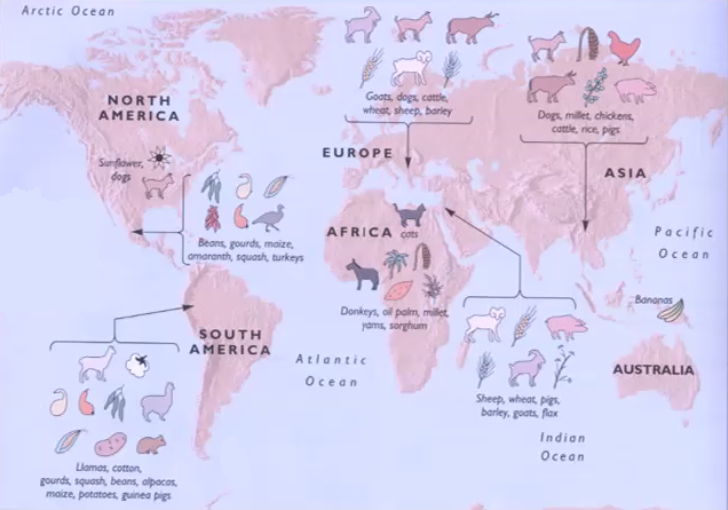 Arctic Ocean
NORTH
AMERICA
Sunflower,
dogs
Beans, gourds, maize,
amaranth, squash, turkeys
Goats, dogs, cattle,
wheat, sheep, barley
EUROPE
Dogs, millet, chickens,
cattle, rice, pigs
ASIA
Pacific
Ocean
AFRICA
cats
Donkeys, oil palm, millet,
yams, sorghum
Bananas
SOUTH
AMERICA
Atlantic
Ocean
Sheep, wheat, pigs,
barley, goats, flax
AUSTRALIA
Indian
Ocean
Llamas, cotton,
gourds, squash, beans, alpacas,
maize, potatoes, guinea pigs